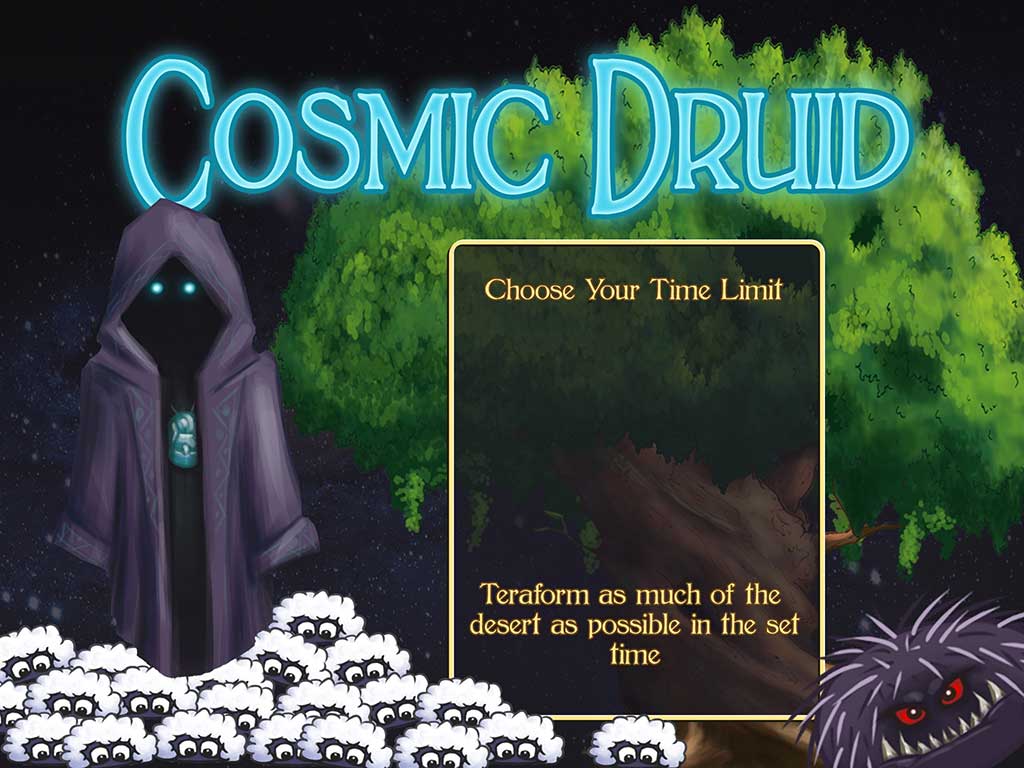 Cosmic Druid
Choose Your Time Limit
Teraform as much of the
desert as possible in the set
time